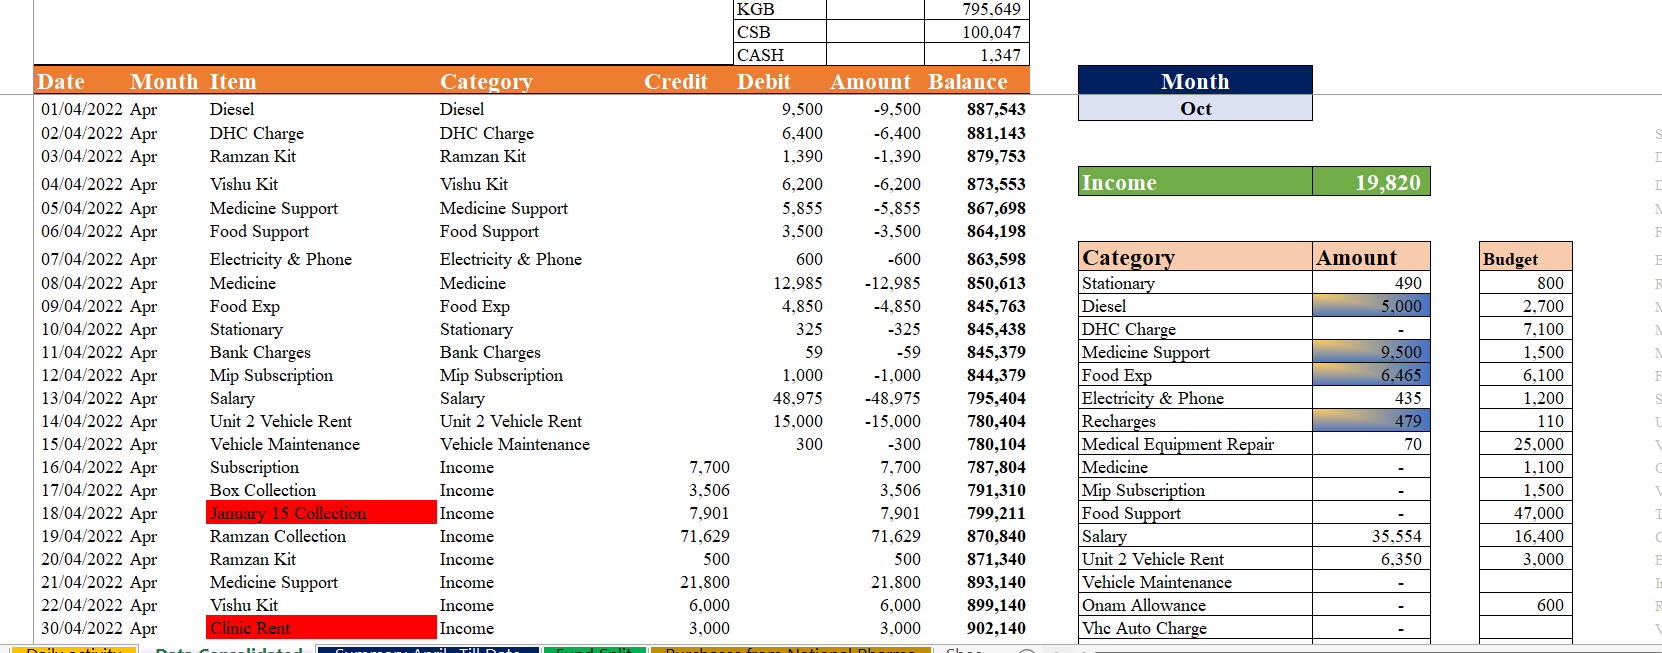 KGB 795,649
CSB 100,047
CASH 1,347
Date Month Item Category Credit Debit Amount Balance Month
01/04/2022 Apr Diesel Diesel 9,500 -9,500 887,543 Oct
02/04/2022 Apr DHC Charge DHC Charge 6,400 -6,400 881,143
03/04/2022 Apr Ramzan Kit Ramzan Kit 1,390 -1,390 879,753
04/04/2022 Apr Vishu Kit Vishu Kit 6,200 -6,200 873,553 Income 19,820
05/04/2022 Apr Medicine Support Medicine Support 5,855 -5,855 867,698
06/04/2022 Apr Food Support Food Support 3,500 -3,500 864,198
07/04/2022 Apr Electricity & Phone Electricity & Phone 600 -600 863,598 Category Amount Budget
08/04/2022 Apr Medicine Medicine 12,985 -12,985 850,613 Stationary 490 800
09/04/2022 Apr Food Exp Food Exp 4,850 -4,850 845,763 Diesel 5,000 2,700
10/04/2022 Apr Stationary Stationary 325 -325 845,438 DHC Charge - 7,100
11/04/2022 Apr Bank Charges Bank Charges 59 -59 845,379 Medicine Support 9,500 1,500
12/04/2022 Apr Mip Subscription Mip Subscription 1,000 -1,000 844,379 Food Exp 6,465 6,100
13/04/2022 Apr Salary Salary 48,975 -48,975 795,404 Electricity & Phone 435 1,200
14/04/2022 Apr Unit 2 Vehicle Rent Unit 2 Vehicle Rent 15,000 -15,000 780,404 Recharges 479 110
15/04/2022 Apr Vehicle Maintenance Vehicle Maintenance 300 -300 780,104 Medical Equipment Repair 70 25,000
16/04/2022 Apr Subscription Income 7,700 7,700 787,804 Medicine - 1,100
17/04/2022 Apr Box Collection Income 3,506 3,506 791,310 Mip Subscription - 1,500
18/04/2022 Apr January 15 Collection Income 7,901 7,901 799,211 Food Support - 47,000
19/04/2022 Apr Ramzan Collection Income 71,629 71,629 870,840 Salary 35,554 16,400
20/04/2022 Apr Ramzan Kit Income 500 500 871,340 Unit 2 Vehicle Rent 6,350 3,000
21/04/2022 Apr Medicine Support Income 21,800 21,800 893,140 Vehicle Maintenance -
22/04/2022 Apr Vishu Kit Income 6,000 6,000 899,140 Onam Allowance - 600
30/04/2022 Apr Clinic Rent Income 3,000 3,000 902,140 Vhc Auto Charge -